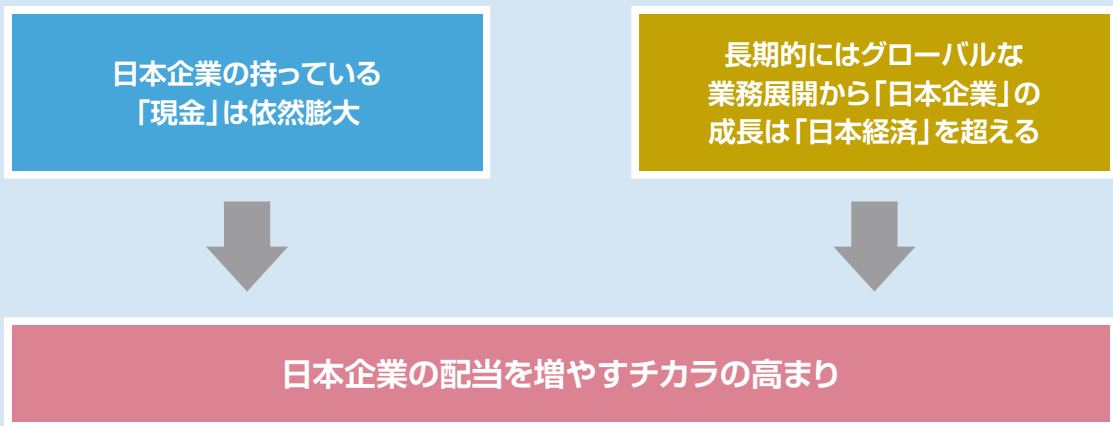 日本企業の持っている
「現金」は依然膨大
長期的にはグローバルな
業務展開から「日本企業」の
成長は「日本経済」を超える
日本企業の配当を増やすチカラの高まり